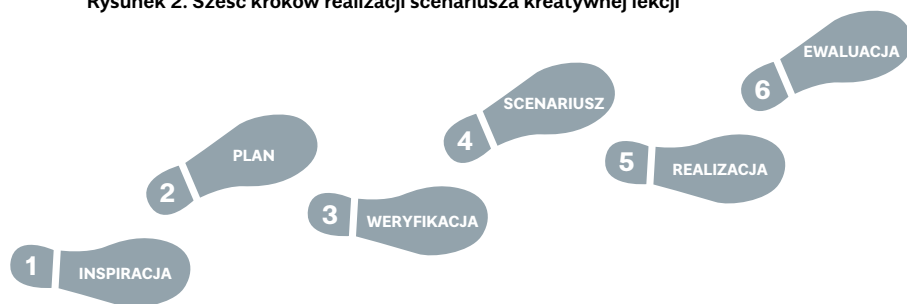 Rysunek 2. Sześć kroków realizacji scenariusza kreatywnej lekcji
1 INSPIRACJA
2 PLAN
3 WERYFIKACJA
4 SCENARIUSZ
5 REALIZACJA
6 EWALUACJA